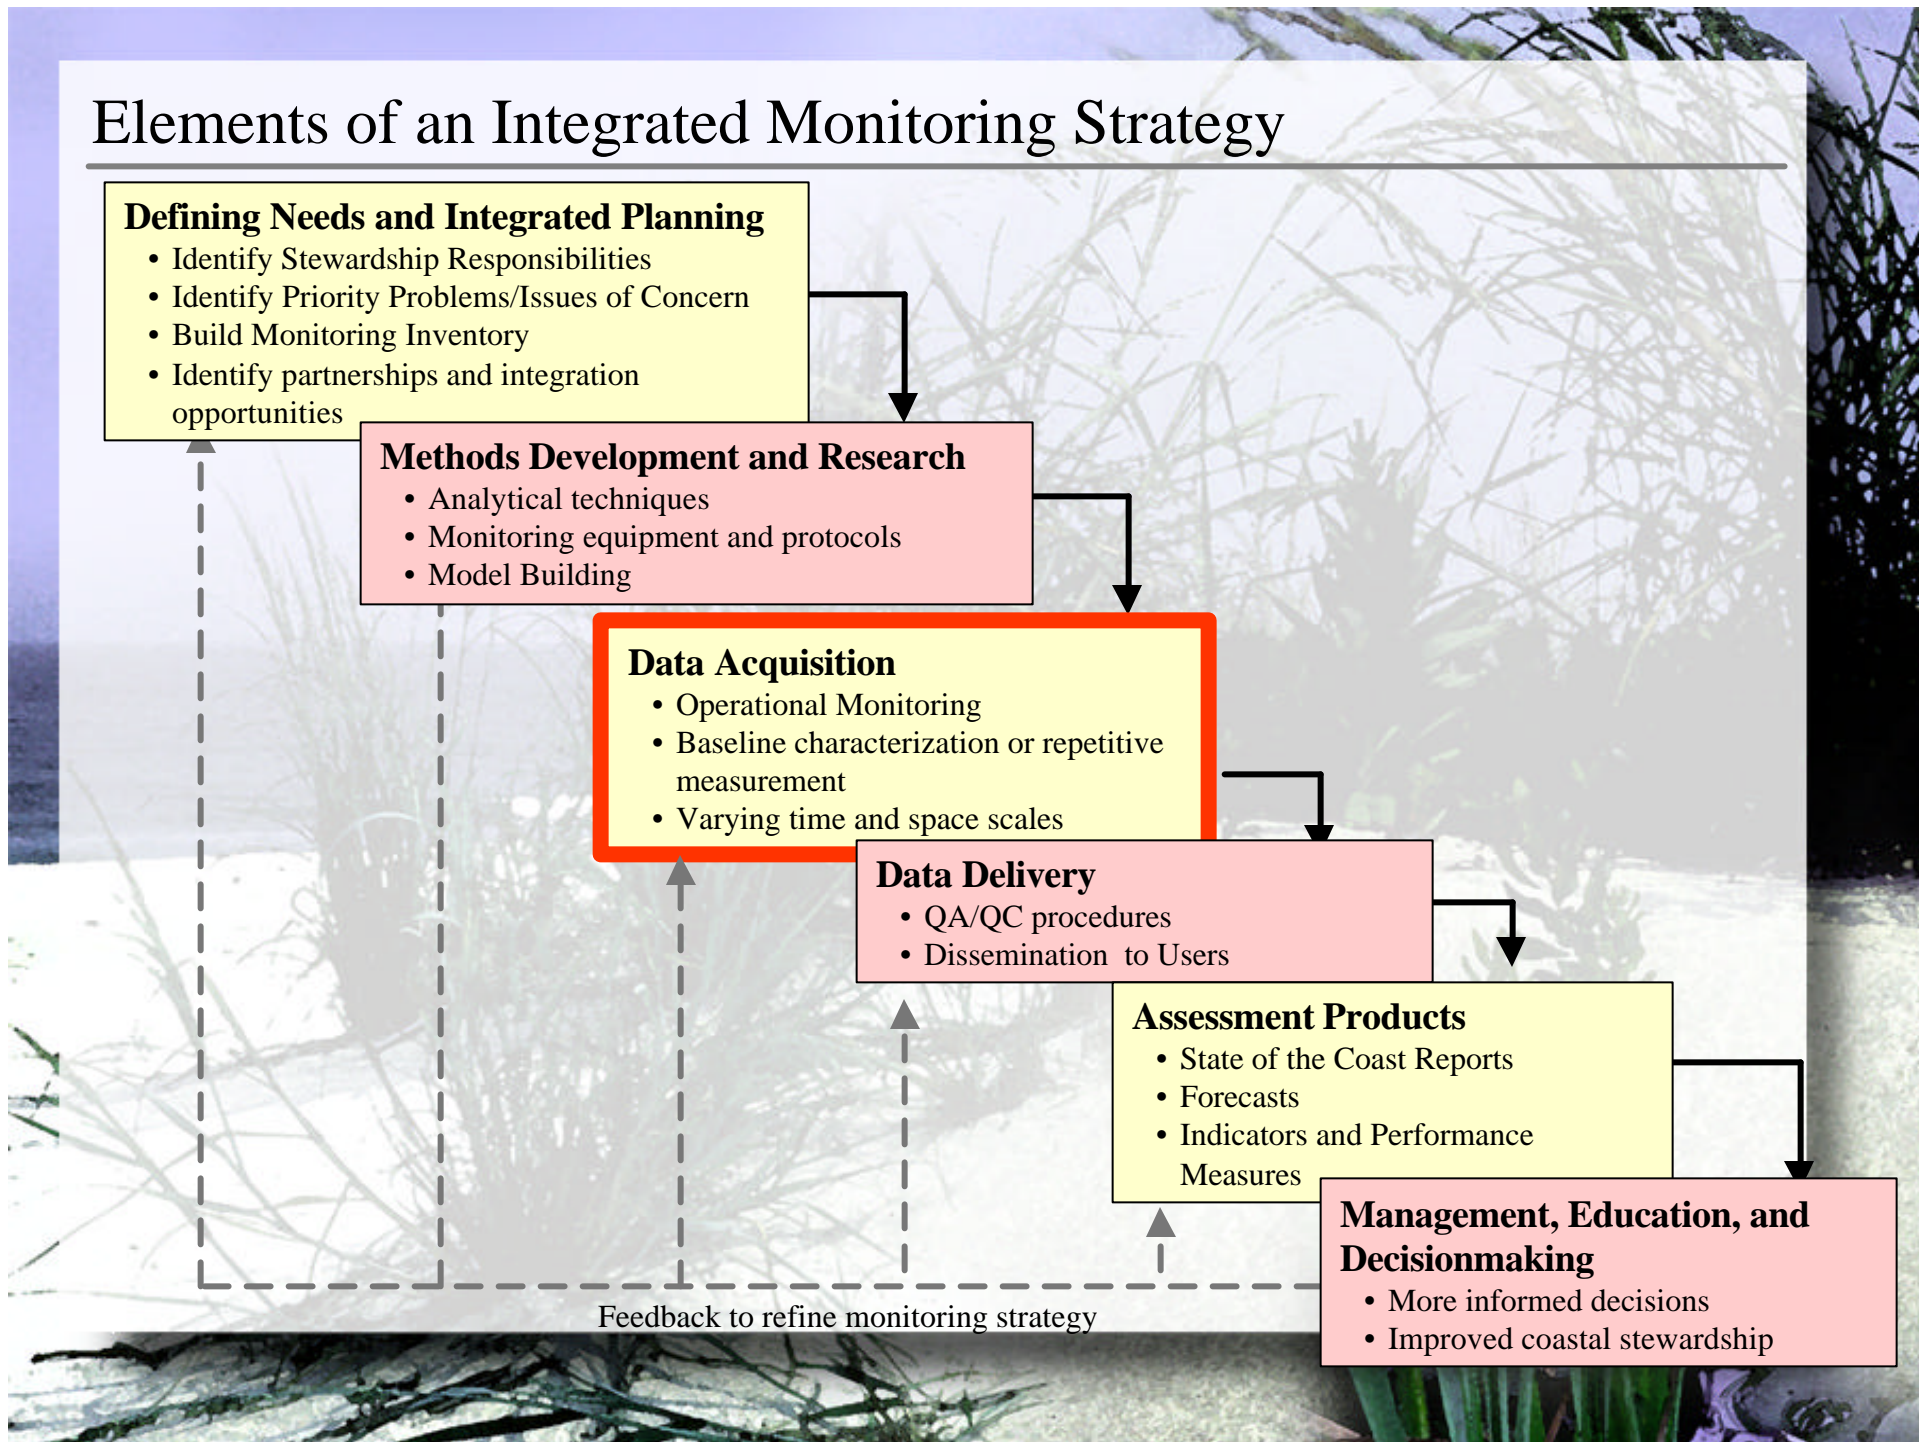 Elements of an Integrated Monitoring Strategy
Defining Needs and Integrated Planning
• Identify Stewardship Responsibilities
• Identify Priority Problems/Issues of Concern
• Build Monitoring Inventory
• Identify partnerships and integration
opportunities
Methods Development and Research
• Analytical techniques
• Monitoring equipment and protocols
• Model Building
Data Acquisition
• Operational Monitoring
• Baseline characterization or repetitive
measurement
• Varying time and space scales
Data Delivery
• QA/QC procedures
• Dissemination  to Users
Assessment Products
• State of the Coast Reports
• Forecasts
• Indicators and Performance
Measures
Management, Education, and
Decisionmaking
• More informed decisions
• Improved coastal stewardship
Feedback to refine monitoring strategy